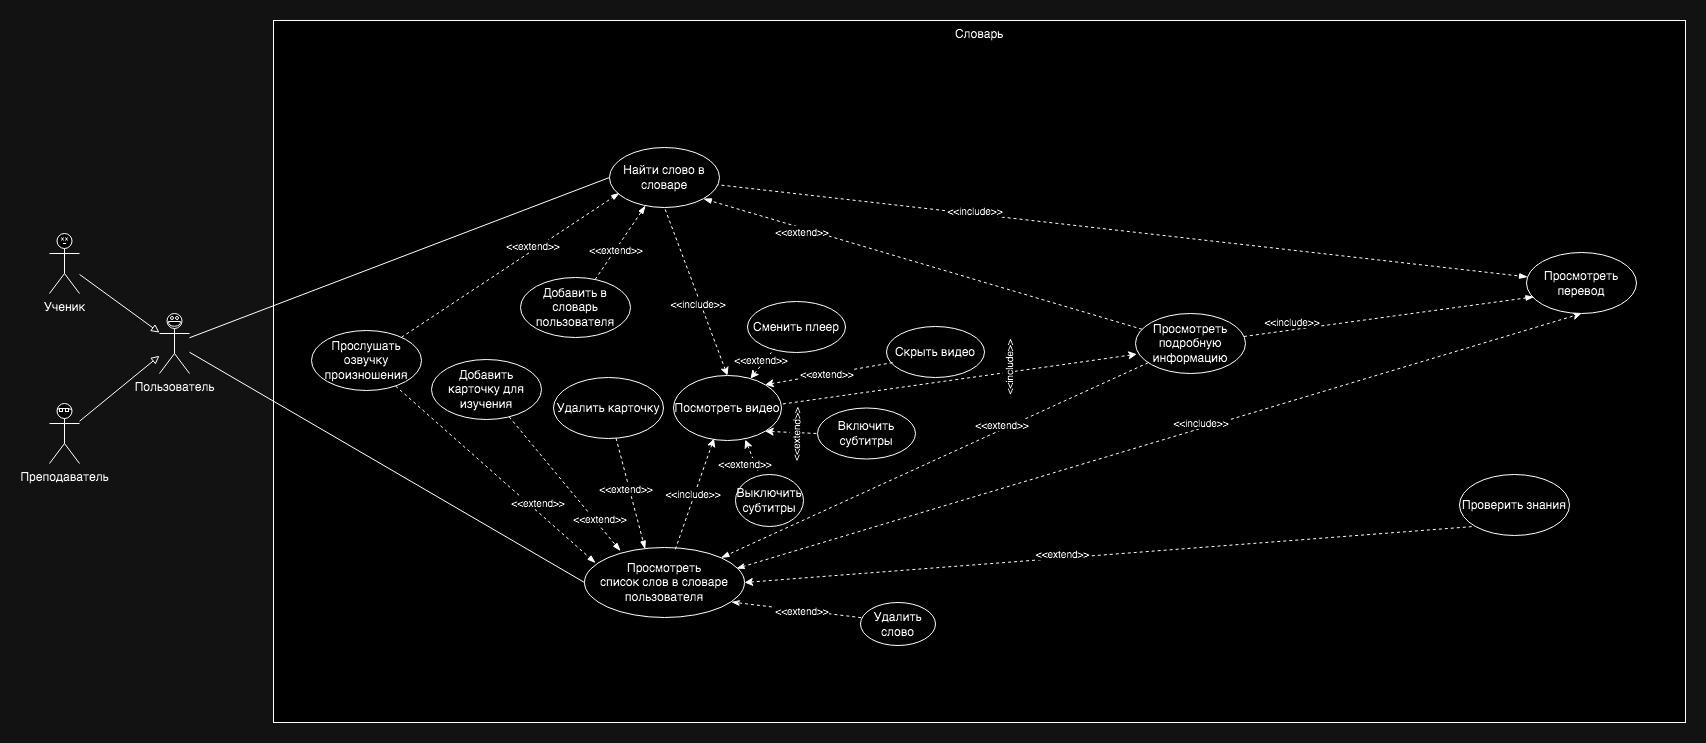 Словарь
Найти слово в
словаре
<<include>>
<<extend>>
<<extend>>
<<extend>>
Ученик
Просмотреть
перевод
Добавить в
словарь
пользователя
<<include>>
Сменить плеер
<<include>>
Просмотреть
подробную
информацию
Прослушать
озвучку
произношения
Пользователь
<<extend>>
Скрыть видео
<<include>>
<<extend>>
Добавить
карточку для
изучения
Удалить карточку
Посмотреть видео
<<extend>>
Включить
субтитры
<<extend>>
<<include>>
Преподаватель
<<extend>>
<<extend>>
<<include>>
Выключить
субтитры
<<extend>>
<<extend>>
Проверить знания
<<extend>>
Просмотреть
список слов в словаре
пользователя
<<extend>>
Удалить
слово